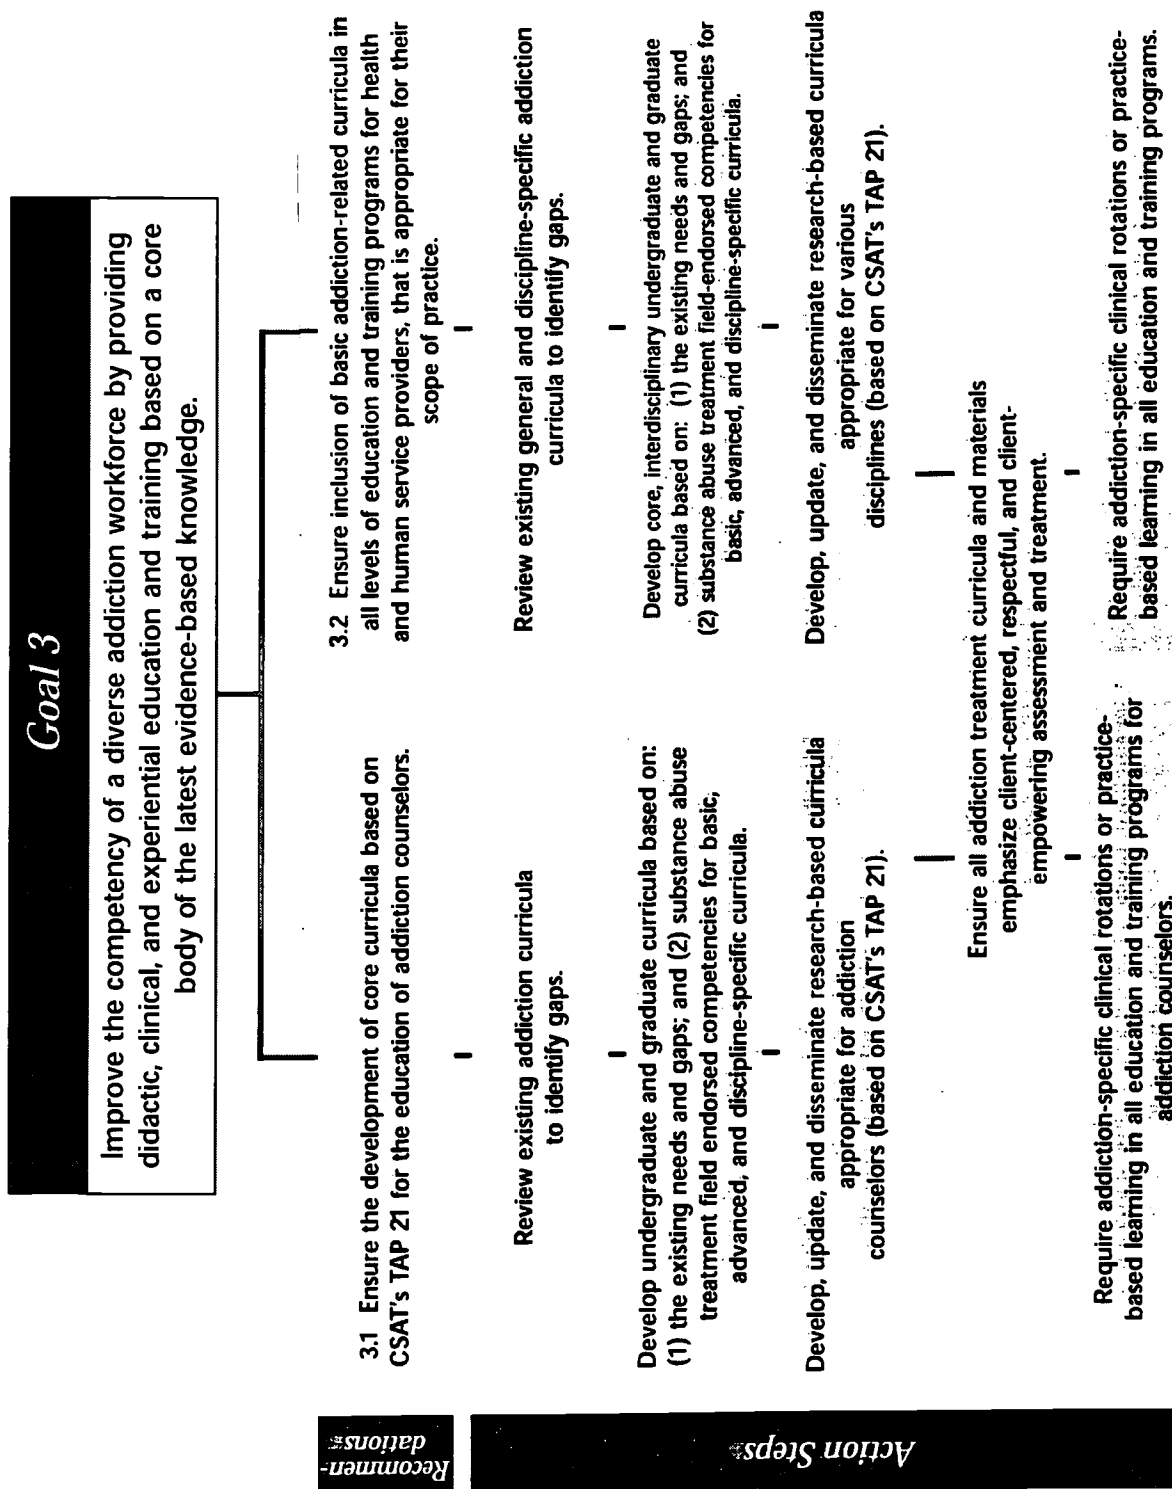 Goal 3
Improve the competency of a diverse addiction workforce by providing
didactic, clinical, and experiential education and training based on a core
body of the latest evidence-based knowledge.
Recommen-
dations
3.1 Ensure the development of core curricula based on
CSAT's TAP 21 for the education of addiction counselors.
3.2 Ensure inclusion of basic addiction-related curricula in
all levels of education and training programs for health
and human service providers, that is appropriate for their
scope of practice.
Action Steps
Review existing addiction curricula
to identify gaps.
Review existing general and discipline-specific addiction
curricula to identify gaps.
Develop undergraduate and graduate curricula based on:
(1) the existing needs and gaps; and (2) substance abuse
treatment field endorsed competencies for basic,
advanced, and discipline-specific curricula.
Develop core, interdisciplinary undergraduate and graduate
curricula based on: (1) the existing needs and gaps; and
(2) substance abuse treatment field-endorsed competencies for
basic, advanced, and discipline-specific curricula.
Develop, update, and disseminate research-based curricula
appropriate for addiction
counselors (based on CSAT's TAP 21).
Develop, update, and disseminate research-based curricula
appropriate for various
disciplines (based on CSAT's TAP 21).
Ensure all addiction treatment curricula and materials
emphasize client-centered, respectful, and client-
empowering assessment and treatment.
Require addiction-specific clinical rotations or practice-
based learning in all education and training programs for
addiction counselors.
Require addiction-specific clinical rotations or practice-
based learning in all education and training programs.